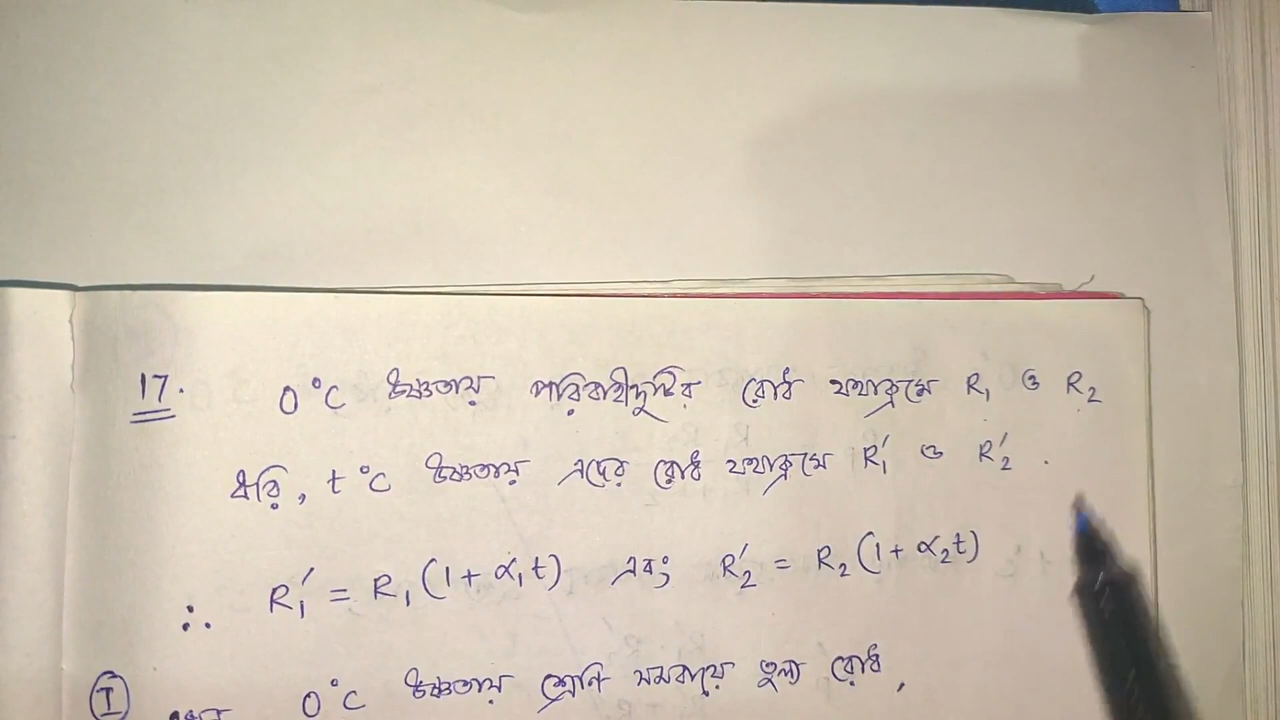 17. 0°C উষ্ণতায় পরিবাহীদুটির রোধ যথাক্রমে R₁ ও R₂
ধরি, t°C উষ্ণতায় এদের রোধ যথাক্রমে R₁′ ও R₂′.
∴ R₁′ = R₁(1+α₁t) এবং R₂′ = R₂(1+α₂t)
I 0°C উষ্ণতায় শ্রেণি সমবায়ে তুল্য রোধ,